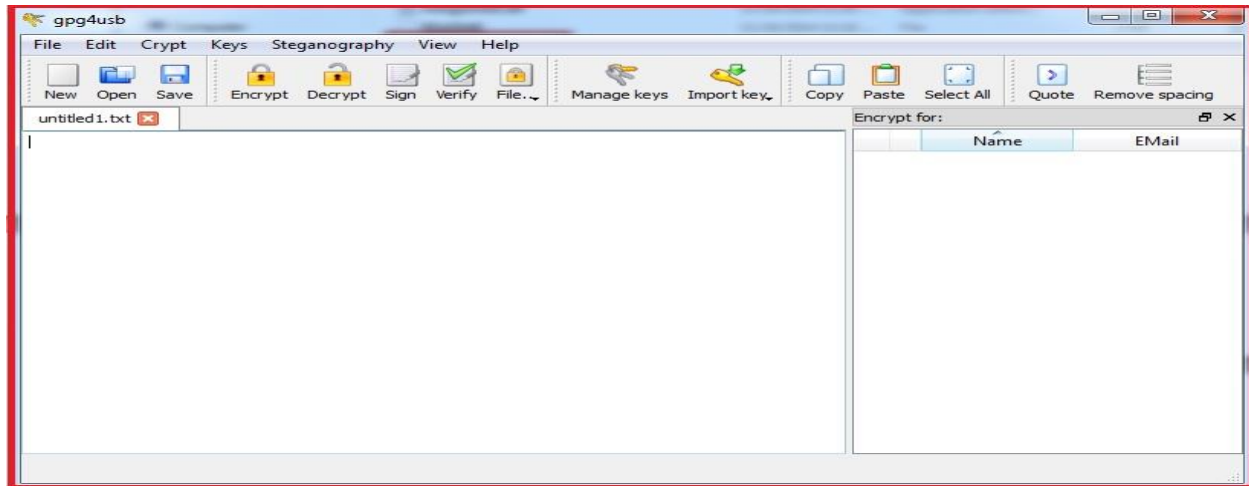 gpg4usb
File Edit Crypt Keys Steganography View Help
New Open Save Encrypt Decrypt Sign Verify File... Manage keys Import key Copy Paste Select All Quote Remove spacing
untitled1.txt Encrypt for:
Name EMail